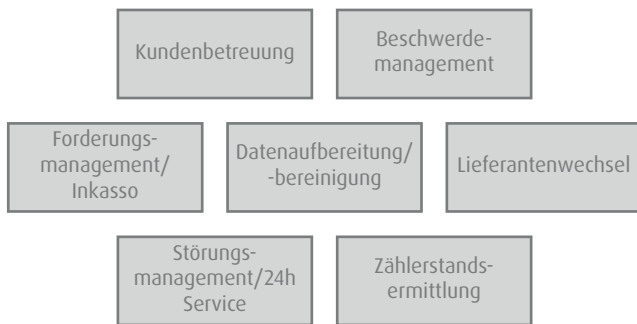 Kundenbetreuung
Beschwerde-
management
Forderungs-
management/
Inkasso
Datenaufbereitung/
-bereinigung
Lieferantenwechsel
Störungs-
management/24h
Service
Zählerstands-
ermittlung